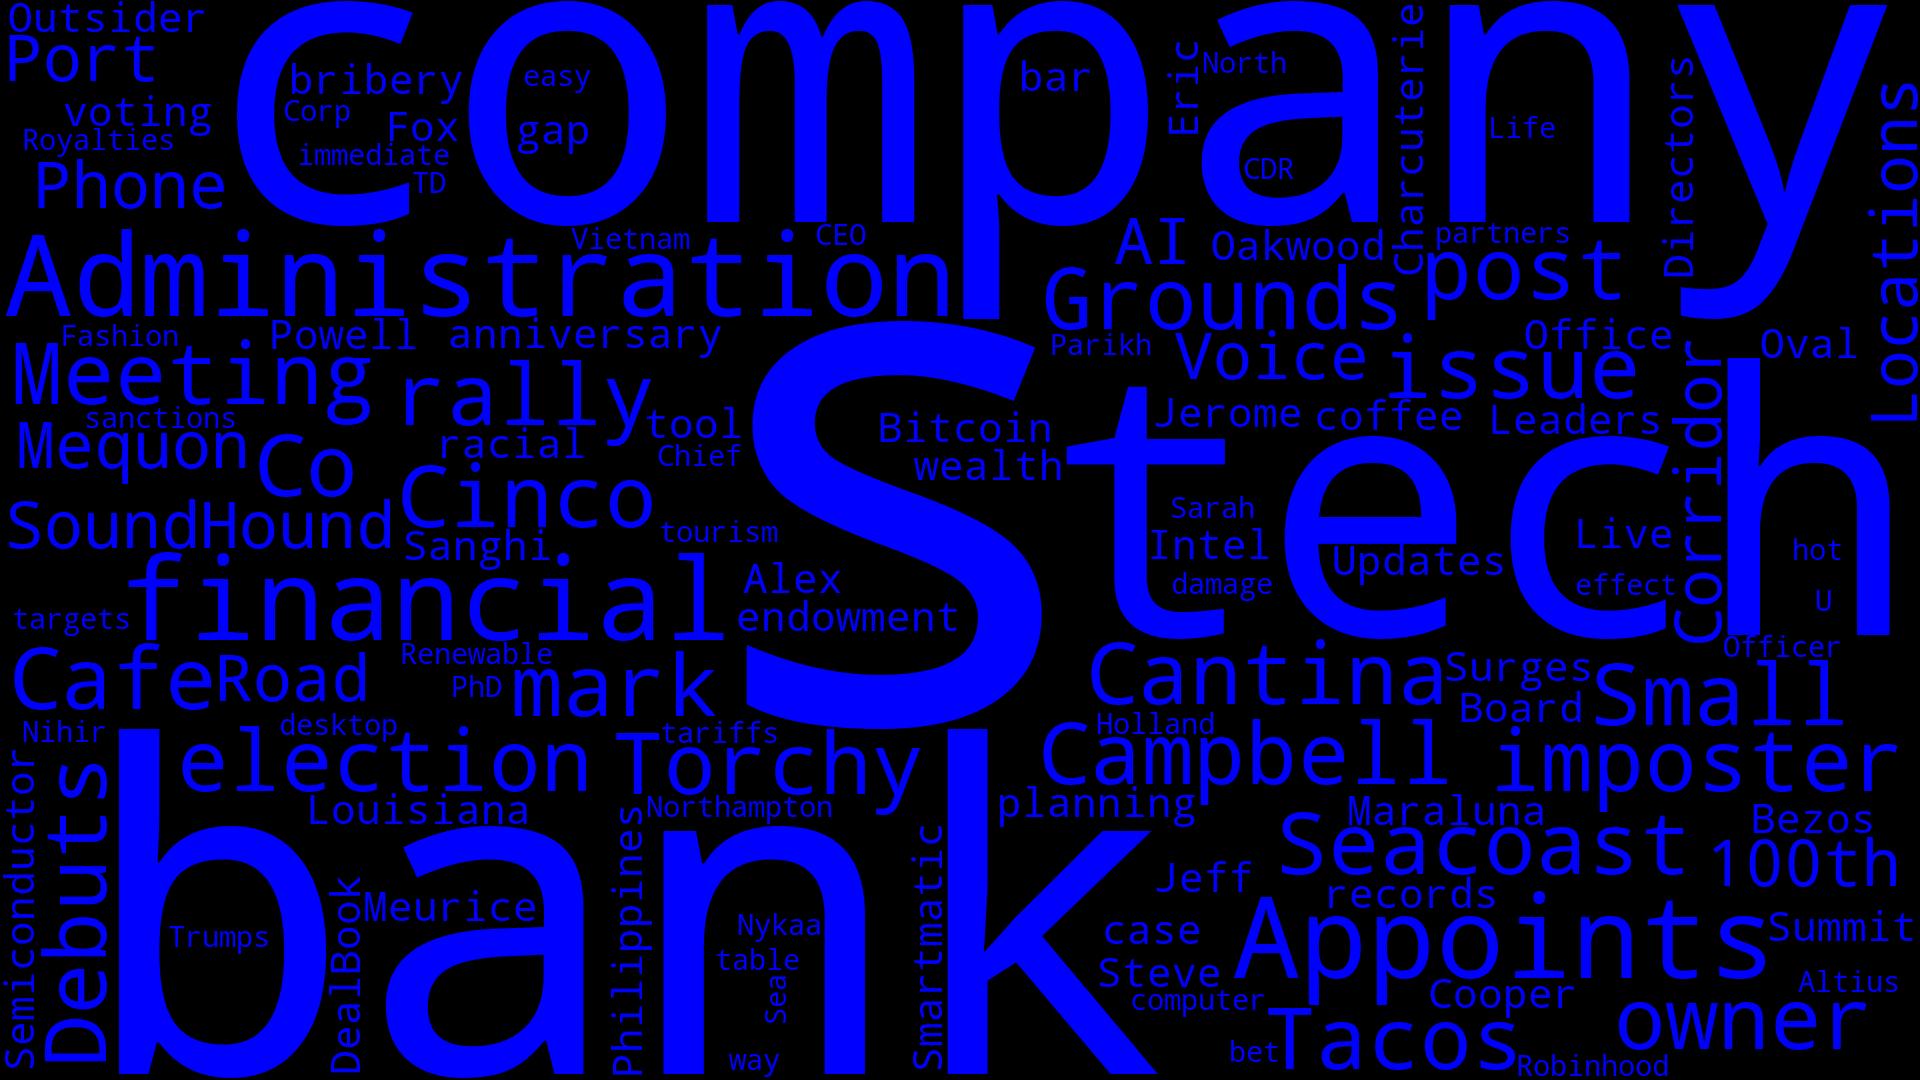 Outsider
company
Port
bribery
easy
bar
Eric
North
Charcuterie
Directors
Locations
voting
Corp
Fox
gap
Life
Royalties
immediate
TD
CDR
Phone
Administration
Vietnam
CEO
AI
Oakwood
partners
post
Grounds
Fashion
Powell
anniversary
Parikh
Voice
issue
Office
Oval
Meeting
rally
S
tech
Corridor
sanctions
tool
Bitcoin
Jerome
coffee
Leaders
Mequon
Co
racial
Chief
wealth
Cinco
SoundHound
Sanghi
tourism
Sarah
Intel
Updates
Live
hot
financial
Alex
damage
effect
U
targets
endowment
Officer
Cafe
Road
Renewable
PhD
mark
Cantina
Surges
Board
Small
Nihir
desktop
tariffs
Holland
election
Torchy
Campbell
imposter
Semiconductor
Debuts
bank
Louisiana
Northampton
planning
Maraluna
Bezos
Seacoast
100th
DealBook
Meurice
Philippines
Smartmatic
Jeff
records
Trumps
Nykaa
case
Appoints
Summit
table
Steve
Sea
computer
Cooper
Altius
owner
way
bet
Tacos
Robinhood